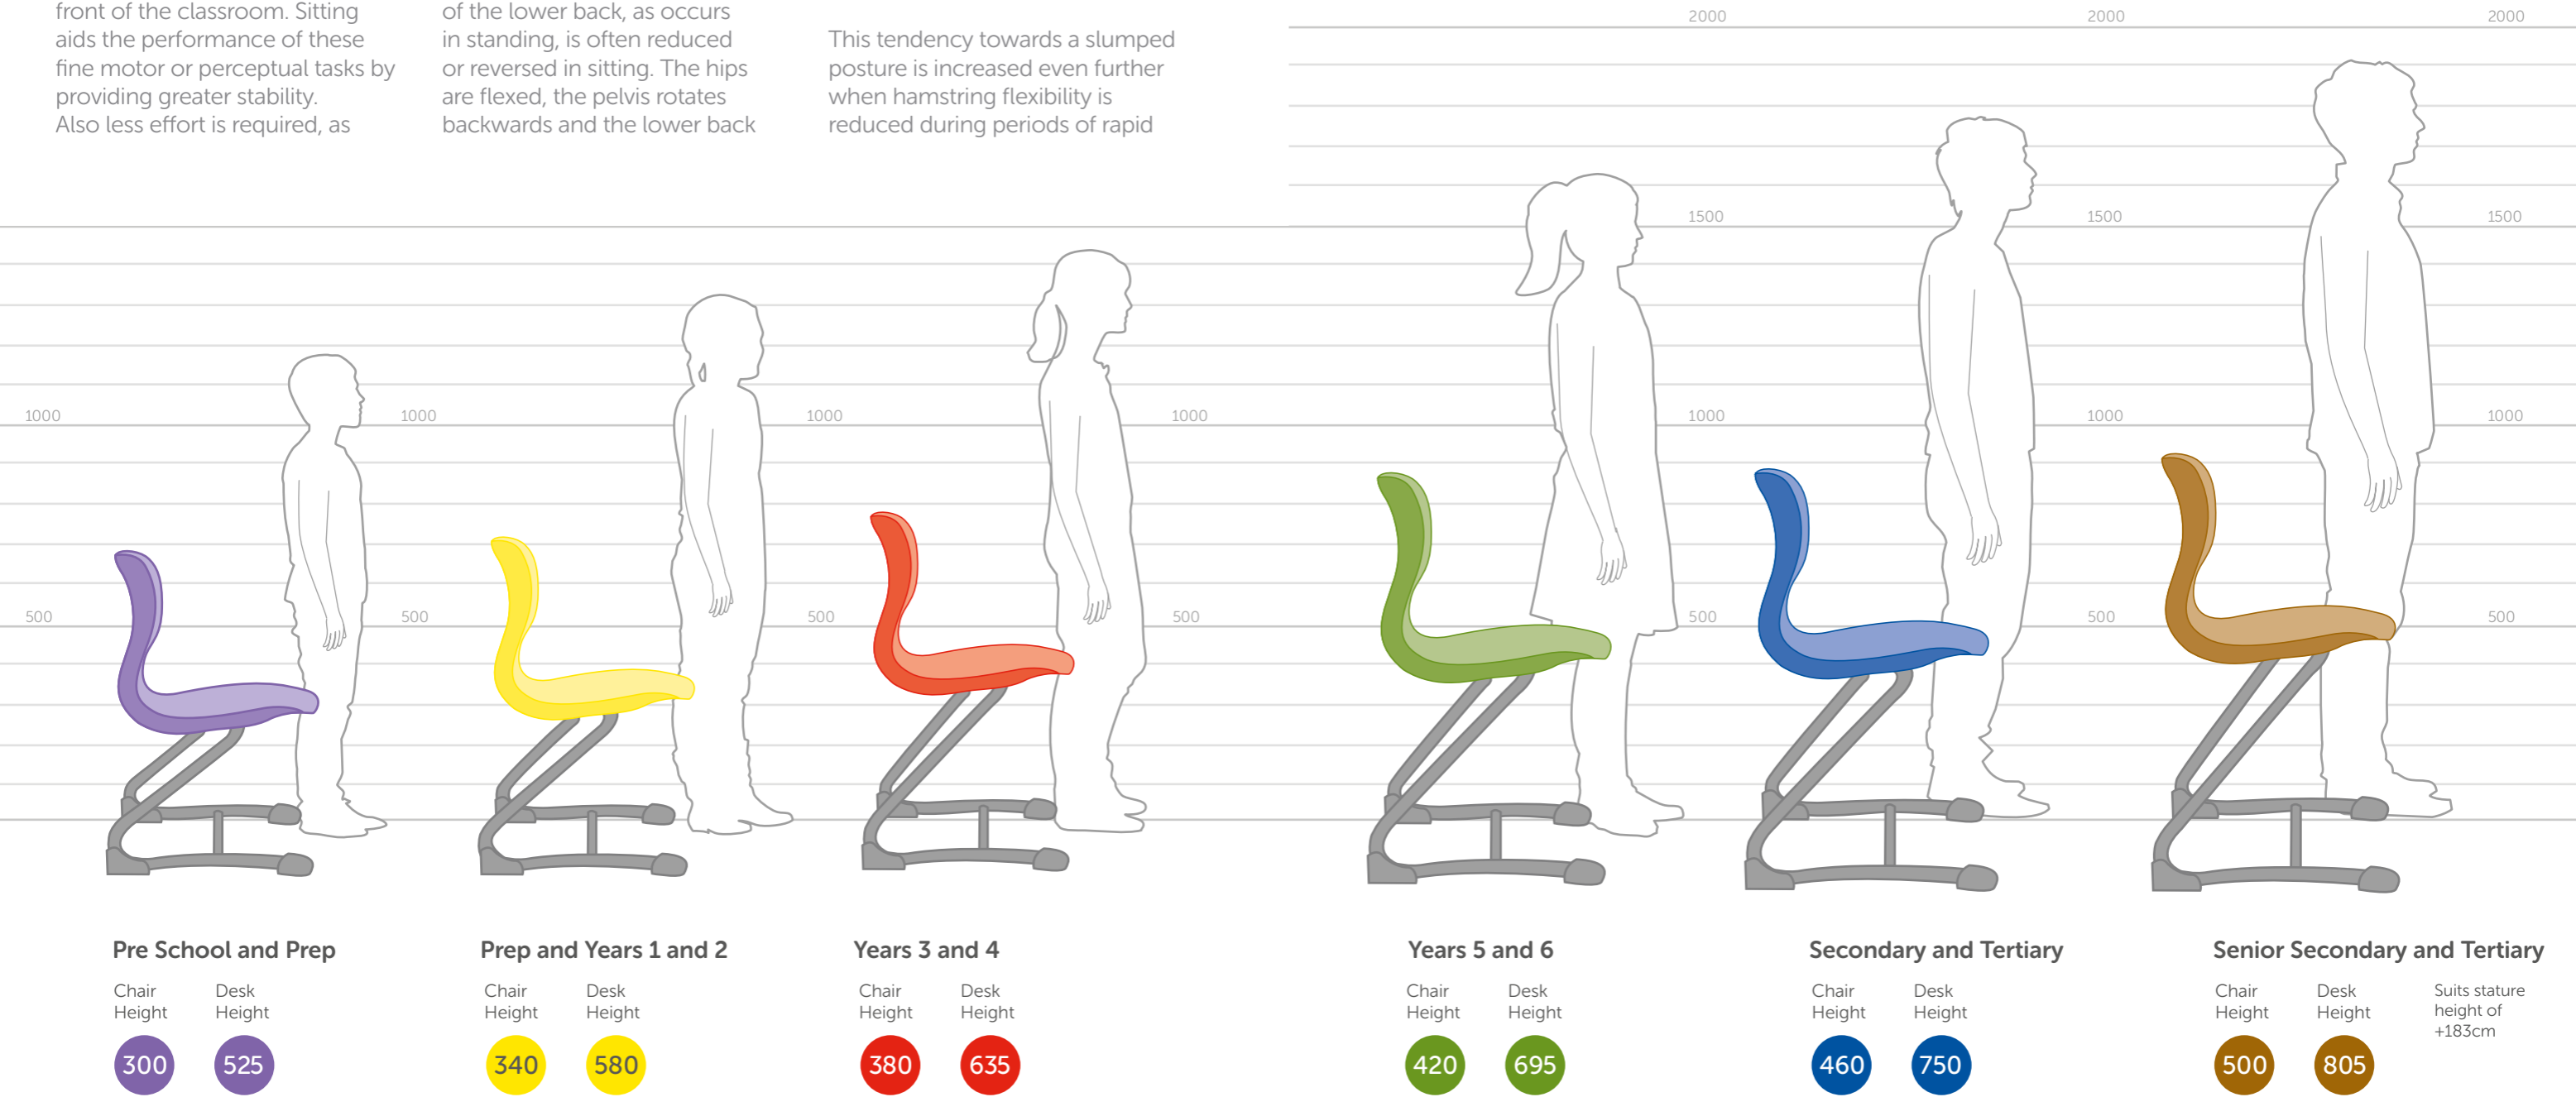 front of the classroom. Sitting
aids the performance of these
fine motor or perceptual tasks by
providing greater stability.
Also less effort is required, as
of the lower back, as occurs
in standing, is often reduced
or reversed in sitting. The hips
are flexed, the pelvis rotates
backwards and the lower back
This tendency towards a slumped
posture is increased even further
when hamstring flexibility is
reduced during periods of rapid
2000
2000
2000
1500
1500
1500
1000
1000
1000
1000
1000
1000
1000
500
500
500
500
500
500
500
Pre School and Prep
Chair
Height
Desk
Height
300
525
Prep and Years 1 and 2
Chair
Height
Desk
Height
340
580
Years 3 and 4
Chair
Height
Desk
Height
380
635
Years 5 and 6
Chair
Height
Desk
Height
420
695
Secondary and Tertiary
Chair
Height
Desk
Height
460
750
Senior Secondary and Tertiary
Chair
Height
Desk
Height
Suits stature
height of
+183cm
500
805